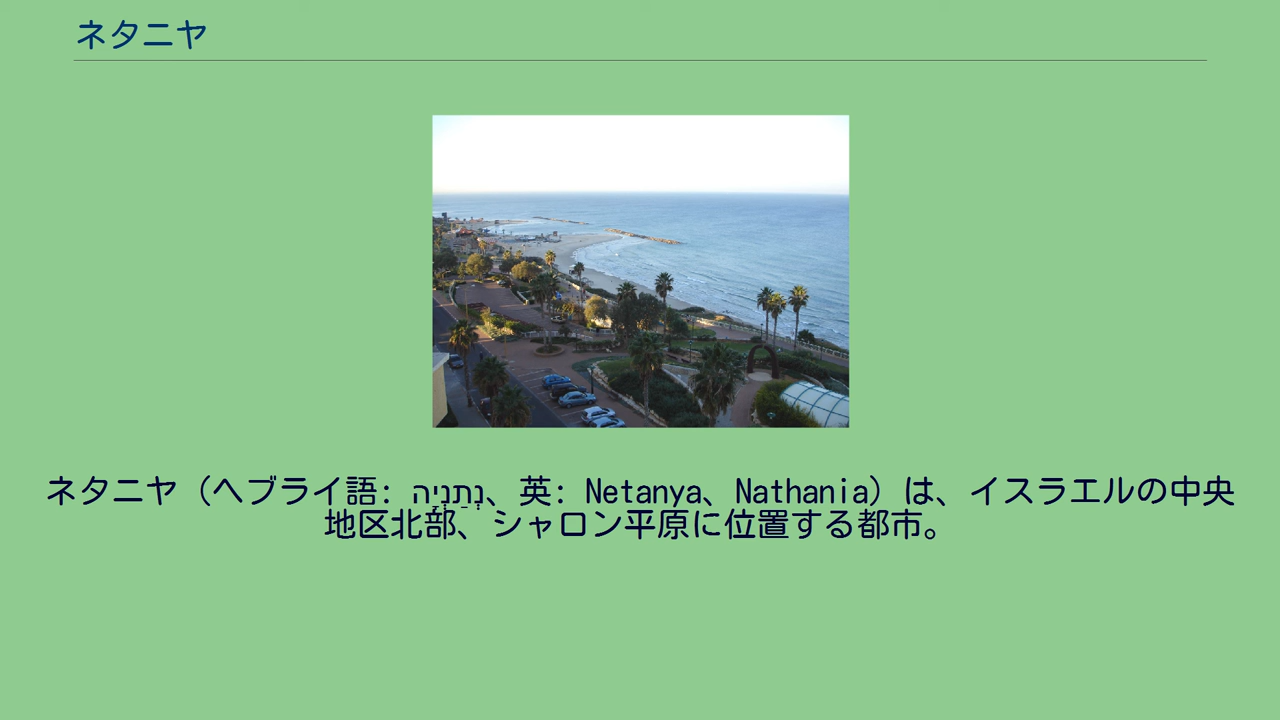 ネタニヤ
ネタニヤ（ヘブライ語: נְתַנְיָה、英: Netanya、Nathania）は、イスラエルの中央
地区北部、シャロン平原に位置する都市。